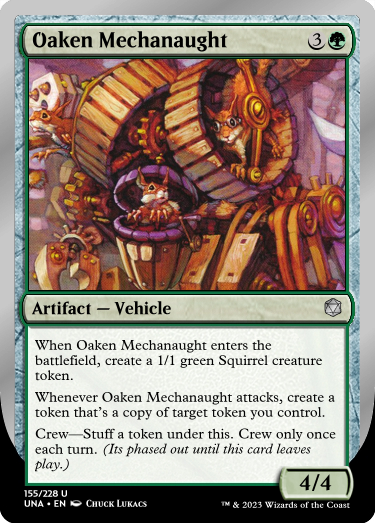 Oaken Mechanaught 3
Artifact — Vehicle
When Oaken Mechanaught enters the
battlefield, create a 1/1 green Squirrel creature
token.
Whenever Oaken Mechanaught attacks, create a
token that's a copy of target token you control.
Crew—Stuff a token under this. Crew only once
each turn. (Its phased out until this card leaves
play.)
4/4
155/228 U
UNA • EN Chuck Lukacs
™ & © 2023 Wizards of the Coast